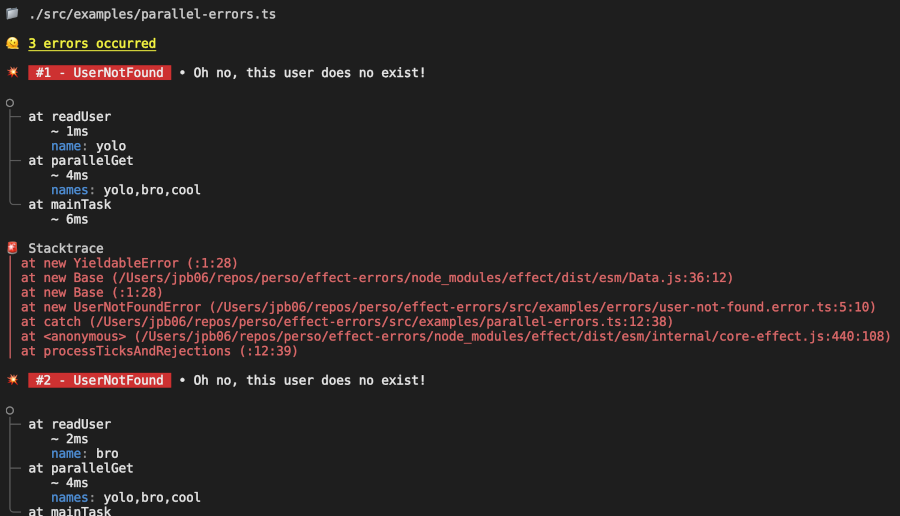 ./src/examples/parallel-errors.ts
3 errors occurred
#1 - UserNotFound • Oh no, this user does no exist!
at readUser
~ 1ms
name: yolo
at parallelGet
~ 4ms
names: yolo,bro,cool
at mainTask
~ 6ms
Stacktrace
at new YieldableError (:1:28)
at new Base (/Users/jpb06/repos/perso/effect-errors/node_modules/effect/dist/esm/Data.js:36:12)
at new Base (:1:28)
at new UserNotFoundError (/Users/jpb06/repos/perso/effect-errors/src/examples/errors/user-not-found.error.ts:5:10)
at catch (/Users/jpb06/repos/perso/effect-errors/src/examples/parallel-errors.ts:12:38)
at <anonymous> (/Users/jpb06/repos/perso/effect-errors/node_modules/effect/dist/esm/internal/core-effect.js:440:108)
at processTicksAndRejections (:12:39)
#2 - UserNotFound • Oh no, this user does no exist!
at readUser
~ 2ms
name: bro
at parallelGet
~ 4ms
names: yolo,bro,cool
at mainTask